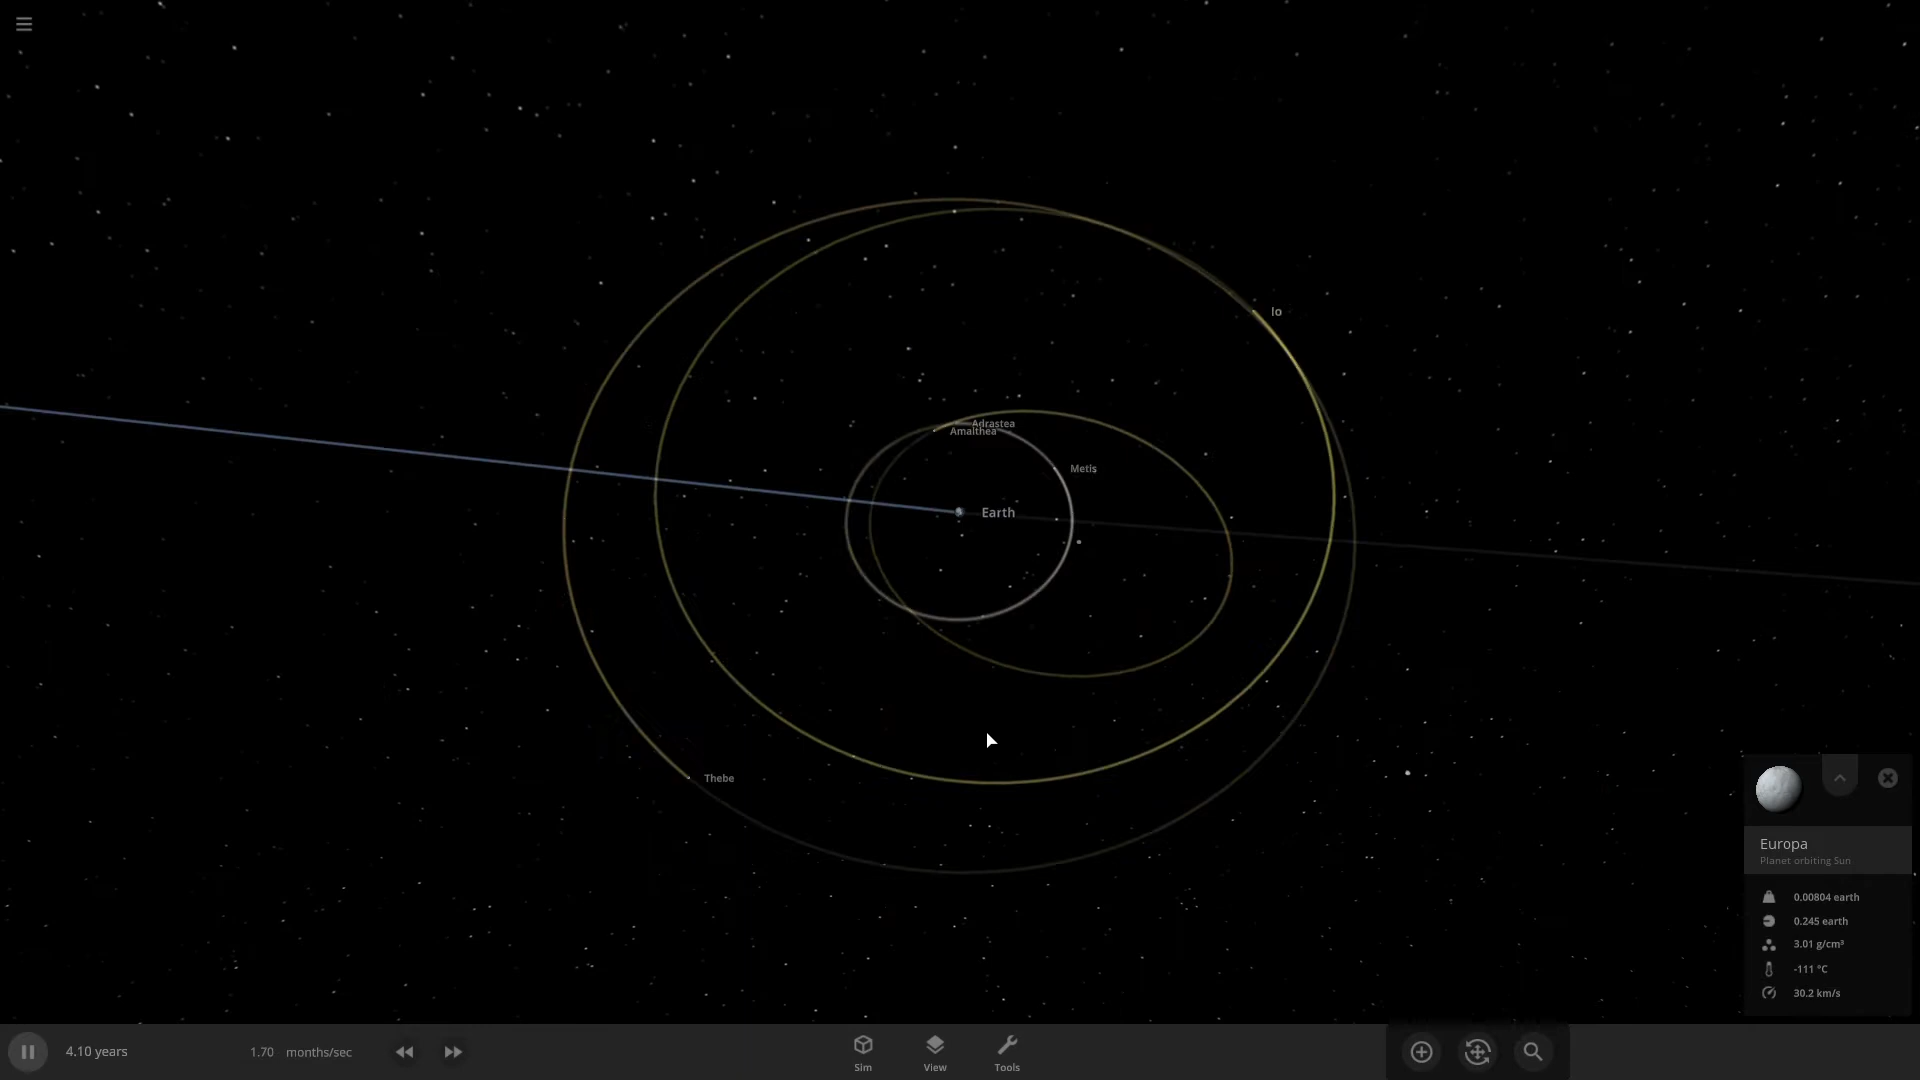 Io
Adrastea
Amalthea
Metis
Earth
Thebe
Europa
Planet orbiting Sun
0.00804 earth
0.245 earth
3.01 g/cm³
-111 °C
30.2 km/s
4.10 years
1.70 months/sec
Sim
View
Tools